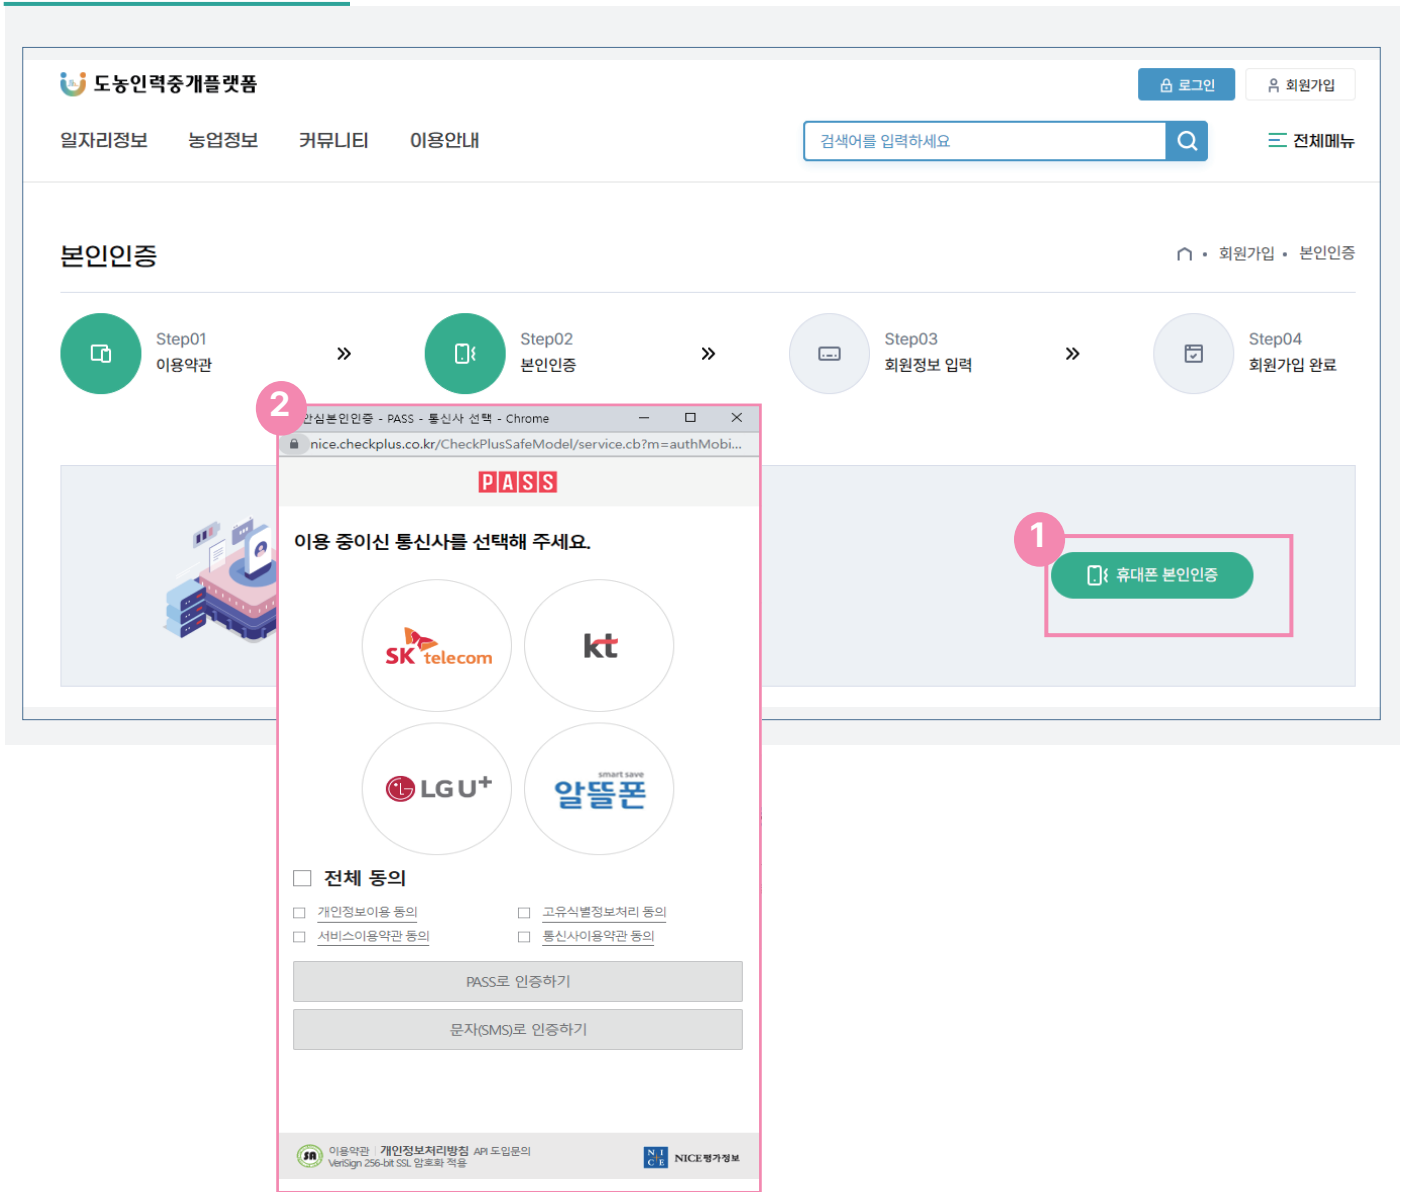 도농인력중개플랫폼
로그인
회원가입
일자리정보 농업정보 커뮤니티 이용안내
검색어를 입력하세요
전체메뉴
본인인증
회원가입 • 본인인증
Step01
이용약관
Step02
본인인증
Step03
회원정보 입력
Step04
회원가입 완료
1
휴대폰 본인인증
2
안심본인인증 - PASS - 통신사 선택 - Chrome
nice.checkplus.co.kr/CheckPlusSafeModel/service.cb?m=authMobi...
PASS
이용 중이신 통신사를 선택해 주세요.
SK telecom
kt
LG U+
smart save
알뜰폰
전체 동의
개인정보이용 동의
고유식별정보처리 동의
서비스이용약관 동의
통신사이용약관 동의
PASS로 인증하기
문자(SMS)로 인증하기
이용약관 | 개인정보처리방침 API 도입문의
VeriSign 256-bit SSL 암호화 적용
NICE
NICE평가정보